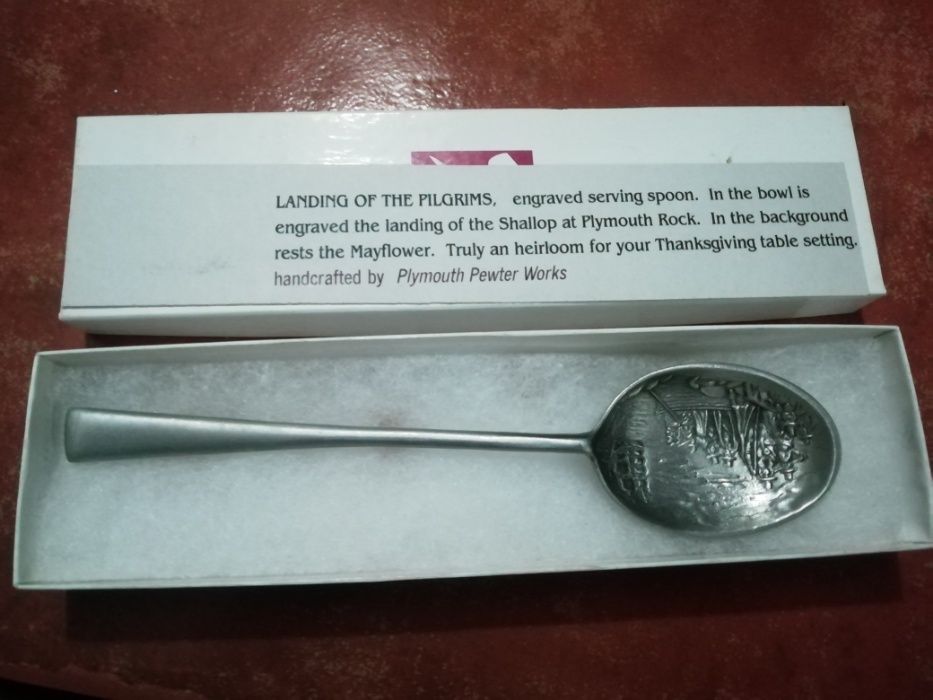 LANDING OF THE PILGRIMS, engraved serving spoon. In the bowl is
engraved the landing of the Shallop at Plymouth Rock. In the background
rests the Mayflower. Truly an heirloom for your Thanksgiving table setting.
handcrafted by Plymouth Pewter Works